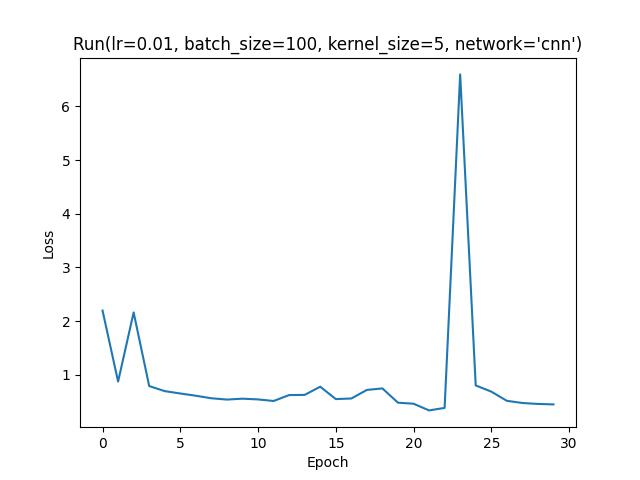 Run(lr=0.01, batch_size=100, kernel_size=5, network='cnn')
6
5
4
3
2
1
Loss
0 5 10 15 20 25 30
Epoch